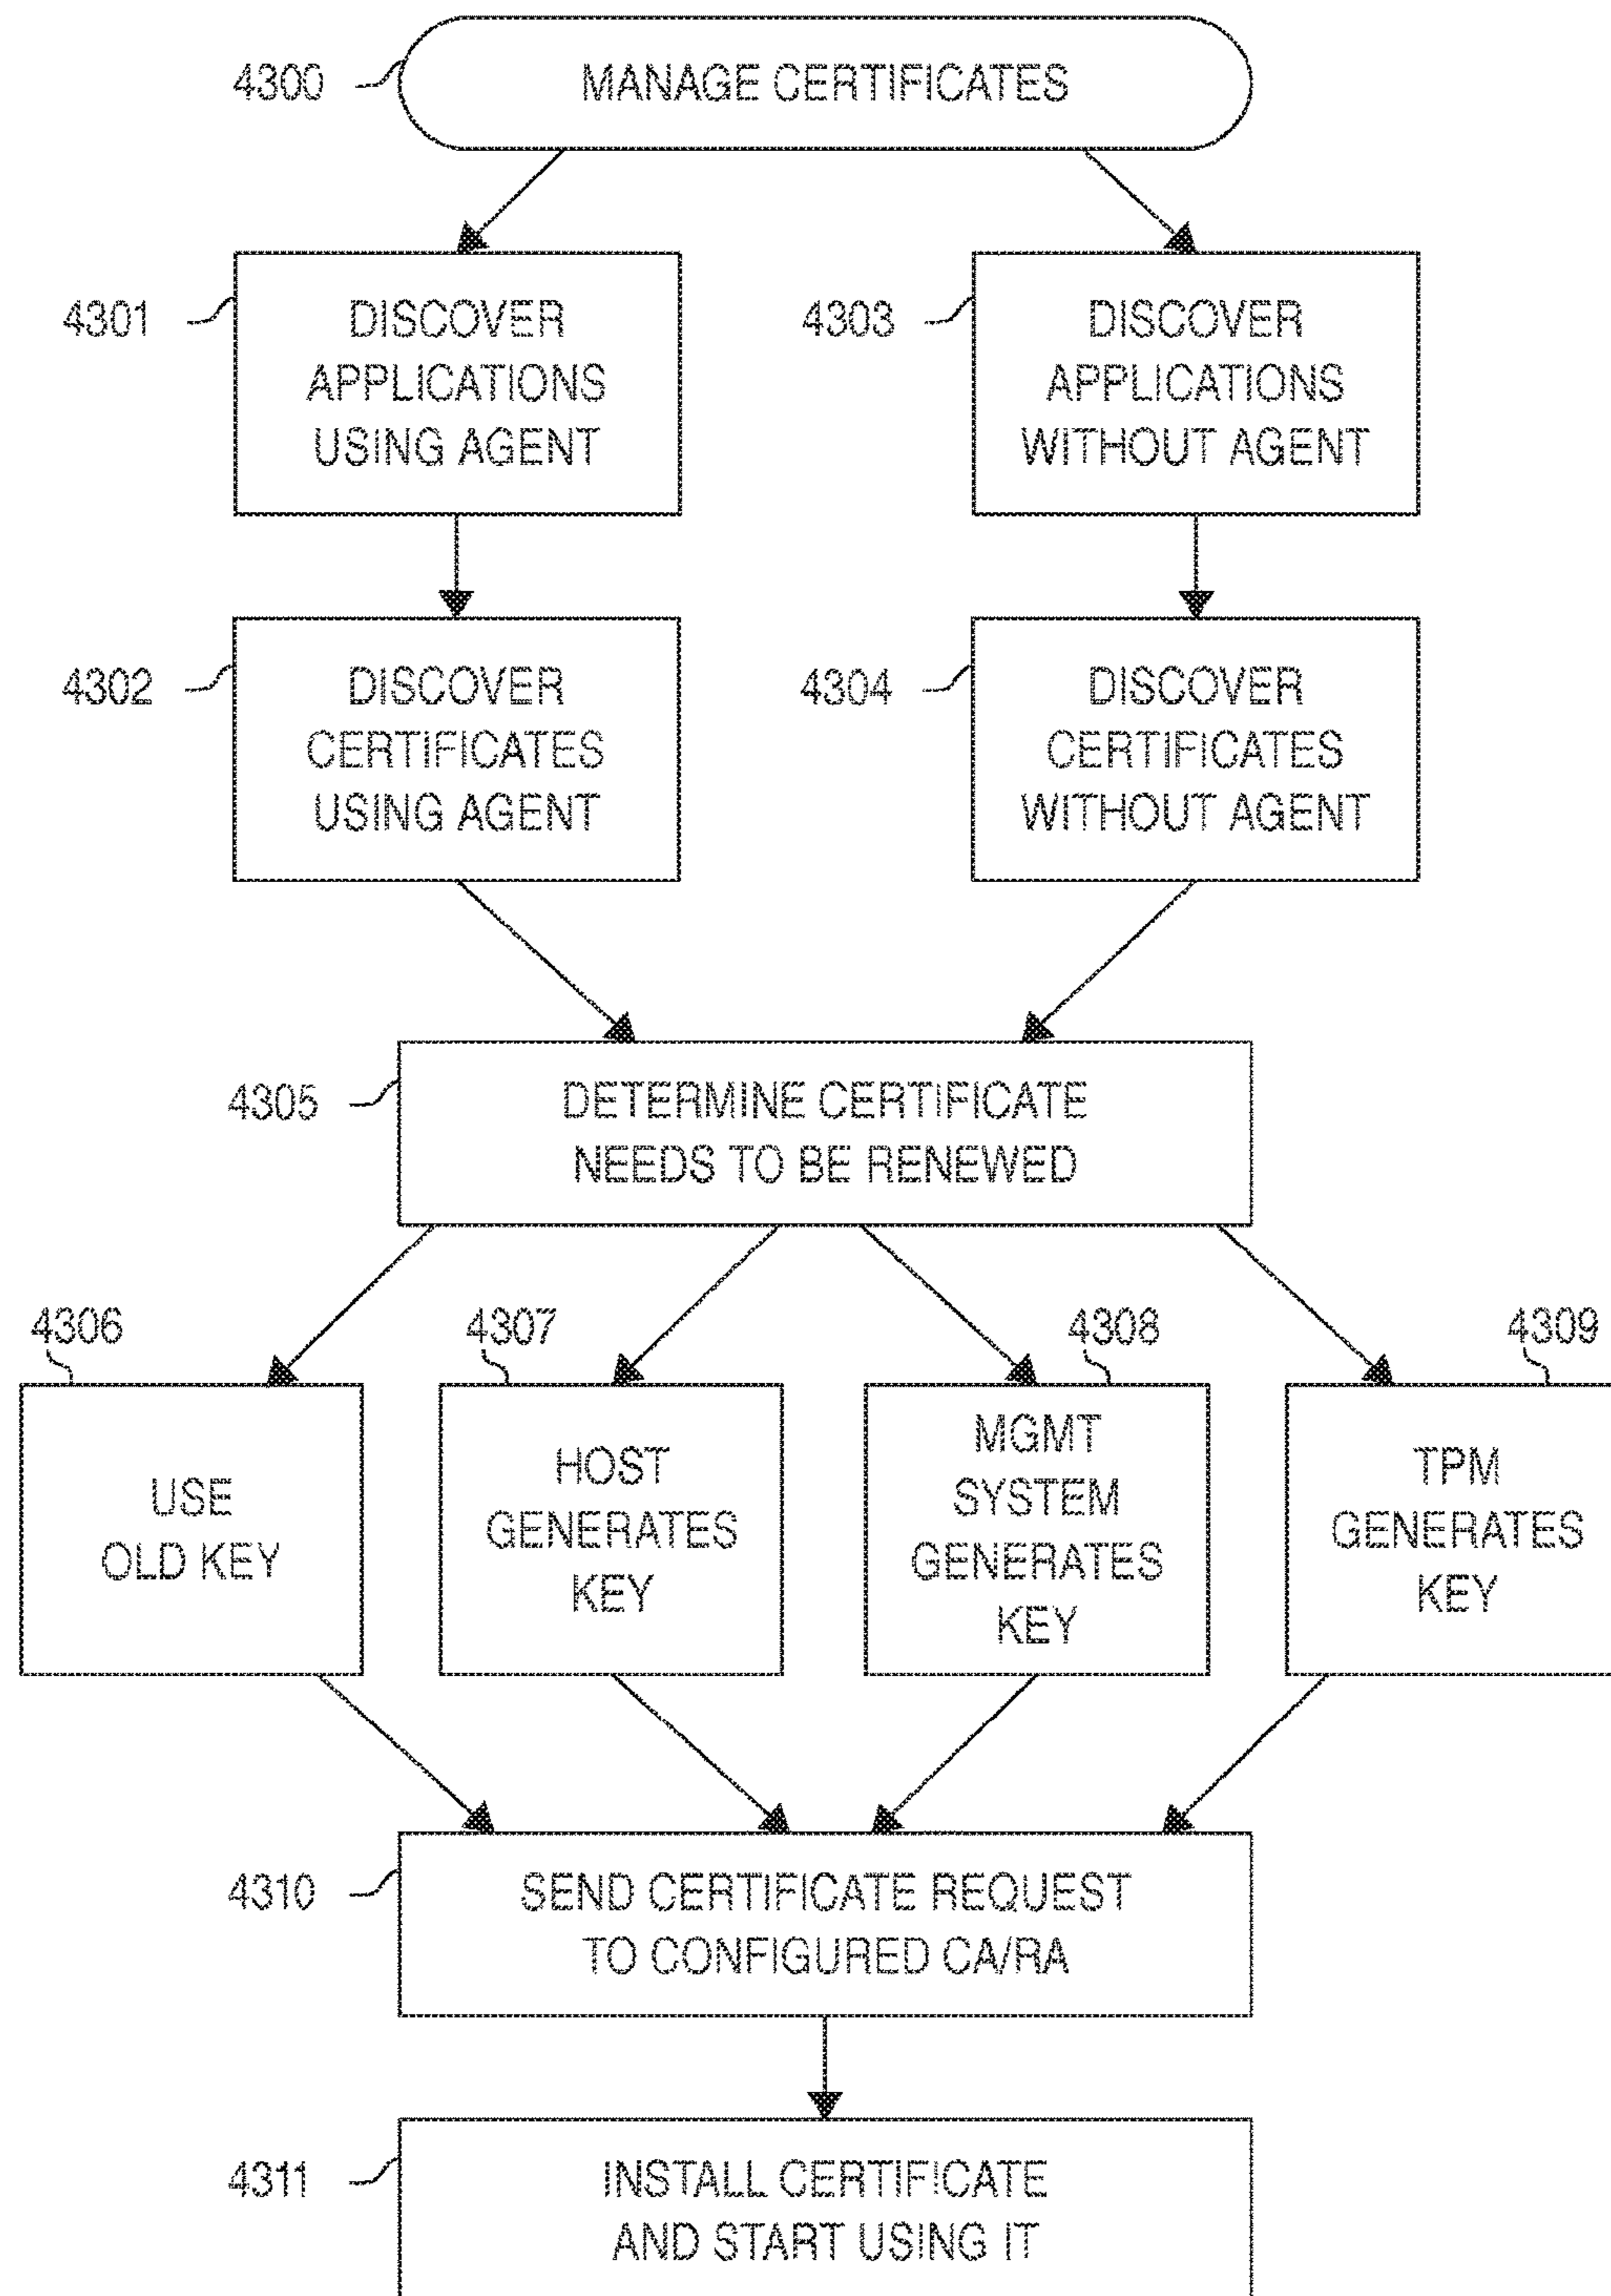 4300
MANAGE CERTIFICATES
4301
DISCOVER
APPLICATIONS
USING AGENT
4303
DISCOVER
APPLICATIONS
WITHOUT AGENT
4302
DISCOVER
CERTIFICATES
USING AGENT
4304
DISCOVER
CERTIFICATES
WITHOUT AGENT
4305
DETERMINE CERTIFICATE
NEEDS TO BE RENEWED
4306
USE
OLD KEY
4307
HOST
GENERATES
KEY
4308
MGMT
SYSTEM
GENERATES
KEY
4309
TPM
GENERATES
KEY
4310
SEND CERTIFICATE REQUEST
TO CONFIGURED CA/RA
4311
INSTALL CERTIFICATE
AND START USING IT